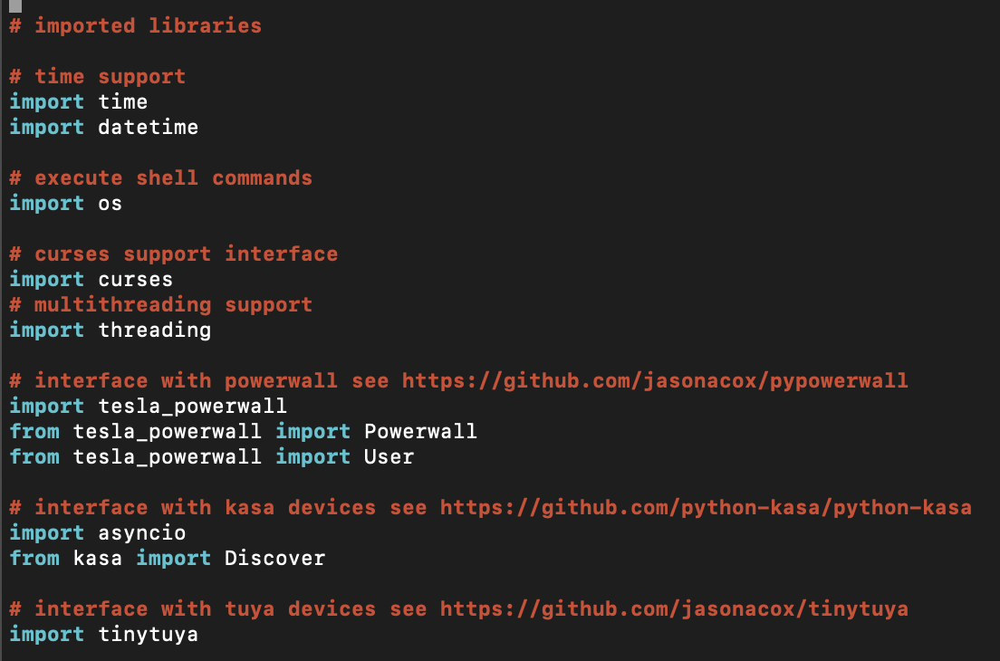 # imported libraries
# time support
import time
import datetime
# execute shell commands
import os
# curses support interface
import curses
# multithreading support
import threading
# interface with powerwall see https://github.com/jasonacox/pypowerwall
import tesla_powerwall
from tesla_powerwall import Powerwall
from tesla_powerwall import User
# interface with kasa devices see https://github.com/python-kasa/python-kasa
import asyncio
from kasa import Discover
# interface with tuya devices see https://github.com/jasonacox/tinytuya
import tinytuya